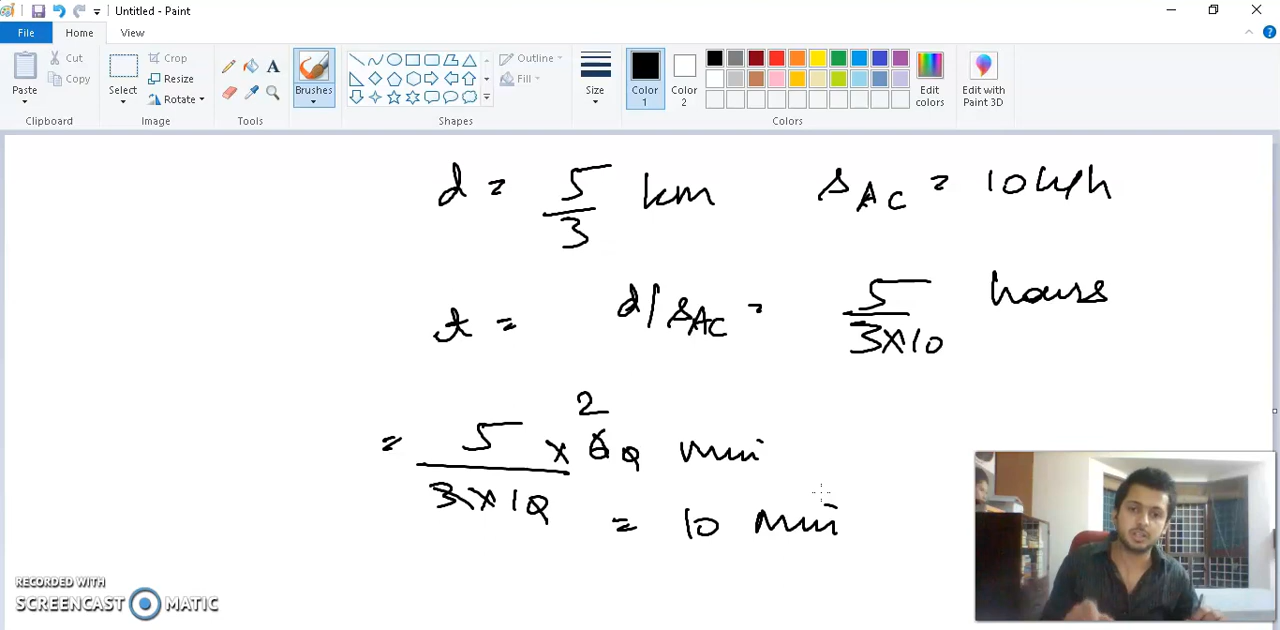 Untitled - Paint
File Home View
Paste
Cut
Copy
Clipboard
Select
Crop
Resize
Rotate
Image
A
Tools
Brushes
Shapes
Outline
Fill
Size
Color 1
Color 2
Edit colors
Edit with Paint 3D
Colors
d = 5/3 km S_AC = 10 km/h
t = d/S_AC = 5/(3×10) hours
2
= 5/(3×10) × 60 min
= 10 min
RECORDED WITH
SCREENCAST MATIC